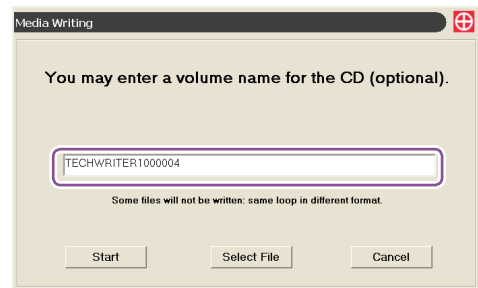 Media Writing
You may enter a volume name for the CD (optional).
TECHWRITER1000004
Some files will not be written: same loop in different format.
Start Select File Cancel